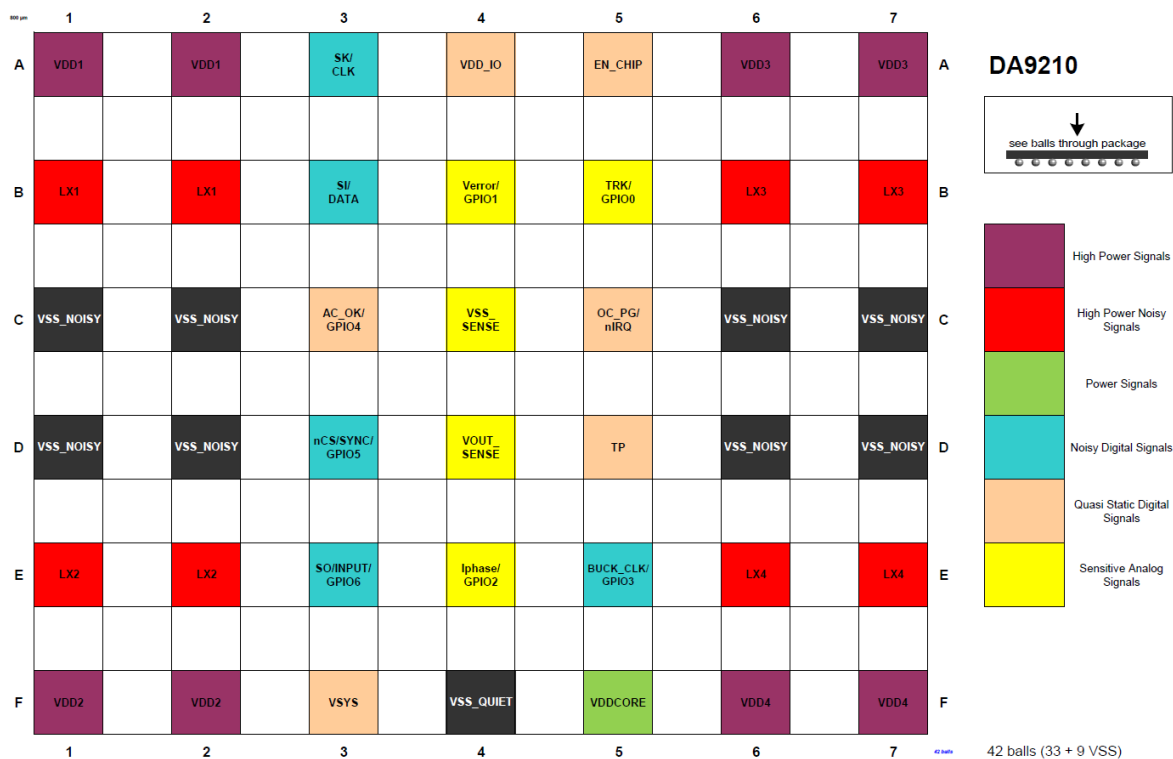 800 µm 1 2 3 4 5 6 7
A VDD1 VDD1 SK/ VDD_IO EN_CHIP VDD3 VDD3 A
CLK
DA9210
see balls through package
B LX1 LX1 SI/ Verror/ TRK/ LX3 LX3 B
DATA GPIO1 GPIO0
High Power Signals
C VSS_NOISY VSS_NOISY AC_OK/ VSS_ OC_PG/ VSS_NOISY VSS_NOISY C
GPIO4 SENSE nIRQ
High Power Noisy
Signals
Power Signals
D VSS_NOISY VSS_NOISY nCS/SYNC/ VOUT_ TP VSS_NOISY VSS_NOISY D
GPIO5 SENSE
Noisy Digital Signals
Quasi Static Digital
Signals
E LX2 LX2 SO/INPUT/ Iphase/ BUCK_CLK/ LX4 LX4 E
GPIO6 GPIO2 GPIO3
Sensitive Analog
Signals
F VDD2 VDD2 VSYS VSS_QUIET VDDCORE VDD4 VDD4 F
1 2 3 4 5 6 7 42 balls
42 balls (33 + 9 VSS)